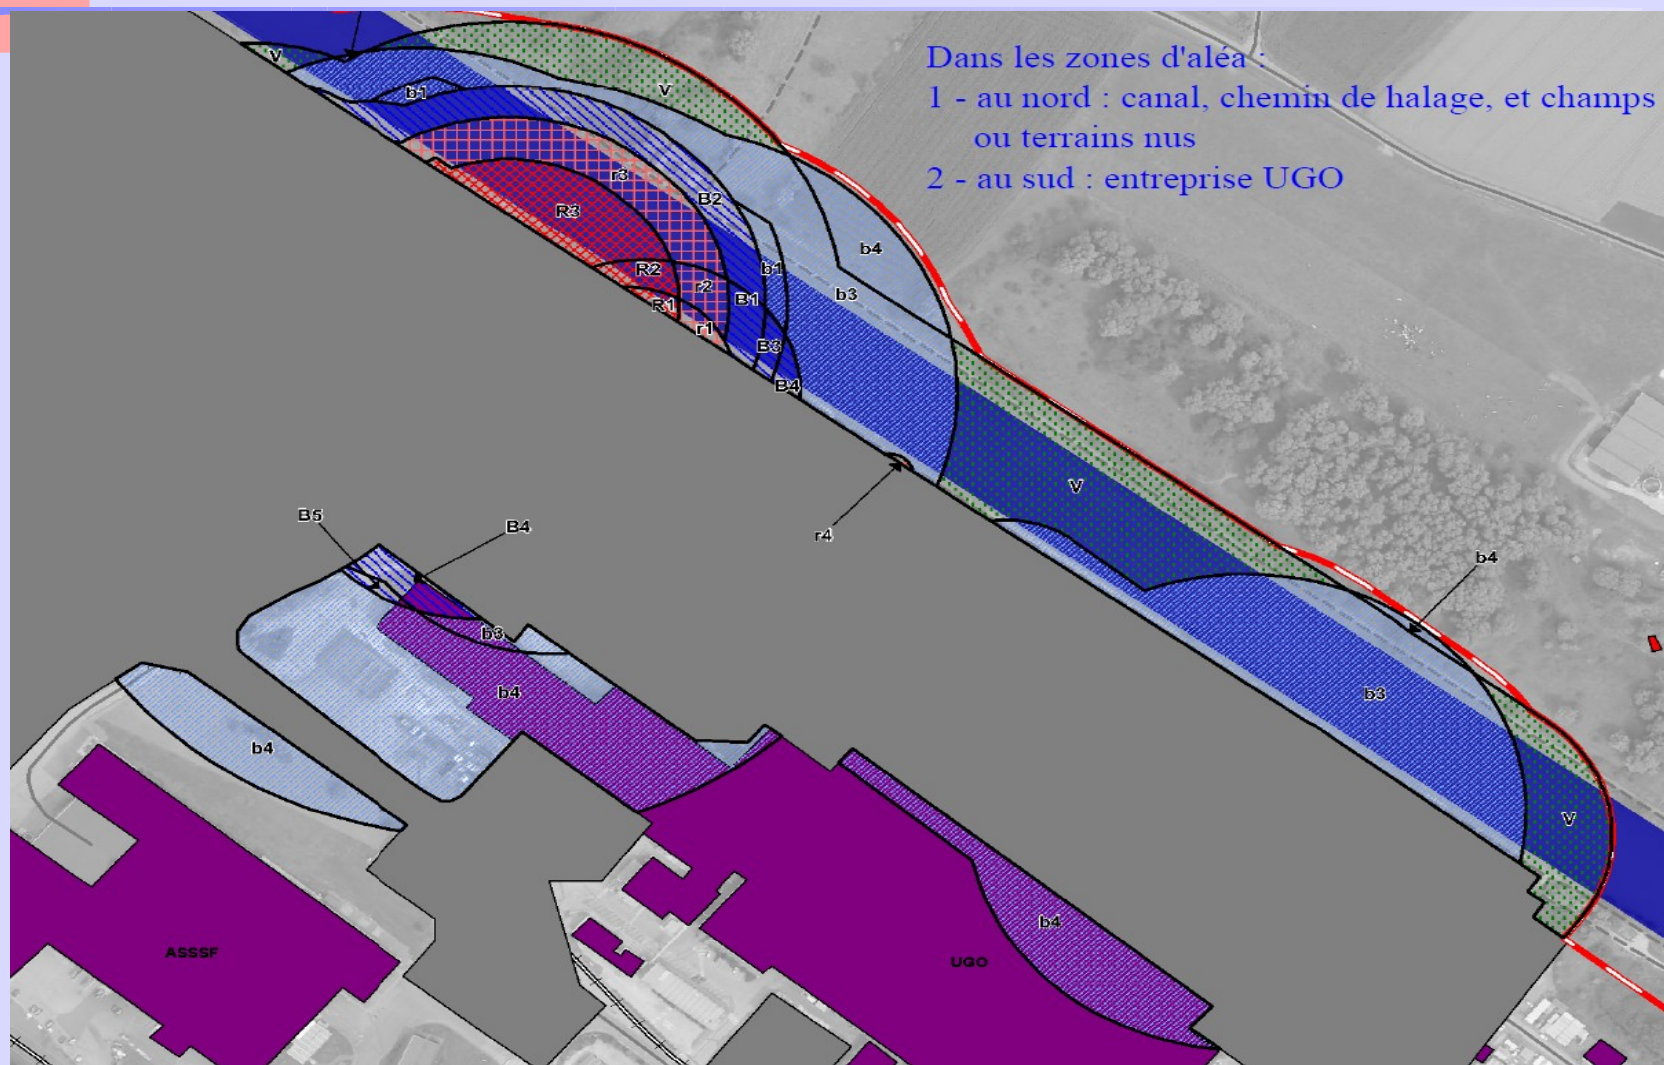 Dans les zones d'aléa :
1 - au nord : canal, chemin de halage, et champs
ou terrains nus
2 - au sud : entreprise UGO
V
b1
V
r3
B2
R3
b4
b1
R2
r2
b3
B1
R1
r1
B3
B4
V
B5
B4
r4
b4
b3
b4
b3
b4
V
b4
ASSSF
UGO